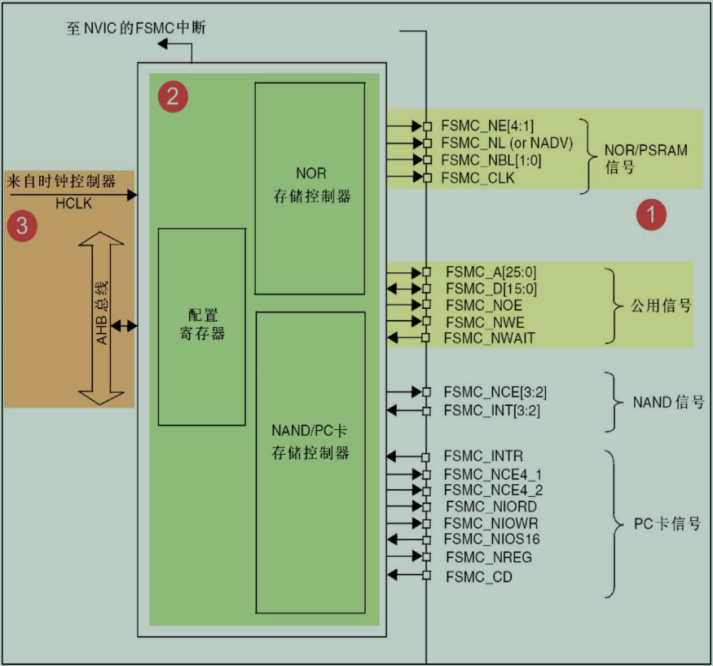 至 NVIC 的FSMC中断
2
NOR
存储控制器
FSMC_NE[4:1]
FSMC_NL (or NADV)
FSMC_NBL[1:0]
FSMC_CLK
NOR/PSRAM
信号
1
来自时钟控制器
HCLK
3
AHB 总线
配置
寄存器
FSMC_A[25:0]
FSMC_D[15:0]
FSMC_NOE
FSMC_NWE
FSMC_NWAIT
公用信号
NAND/PC卡
存储控制器
FSMC_NCE[3:2]
FSMC_INT[3:2]
NAND 信号
FSMC_INTR
FSMC_NCE4_1
FSMC_NCE4_2
FSMC_NIORD
FSMC_NIOWR
FSMC_NIOS16
FSMC_NREG
FSMC_CD
PC卡信号